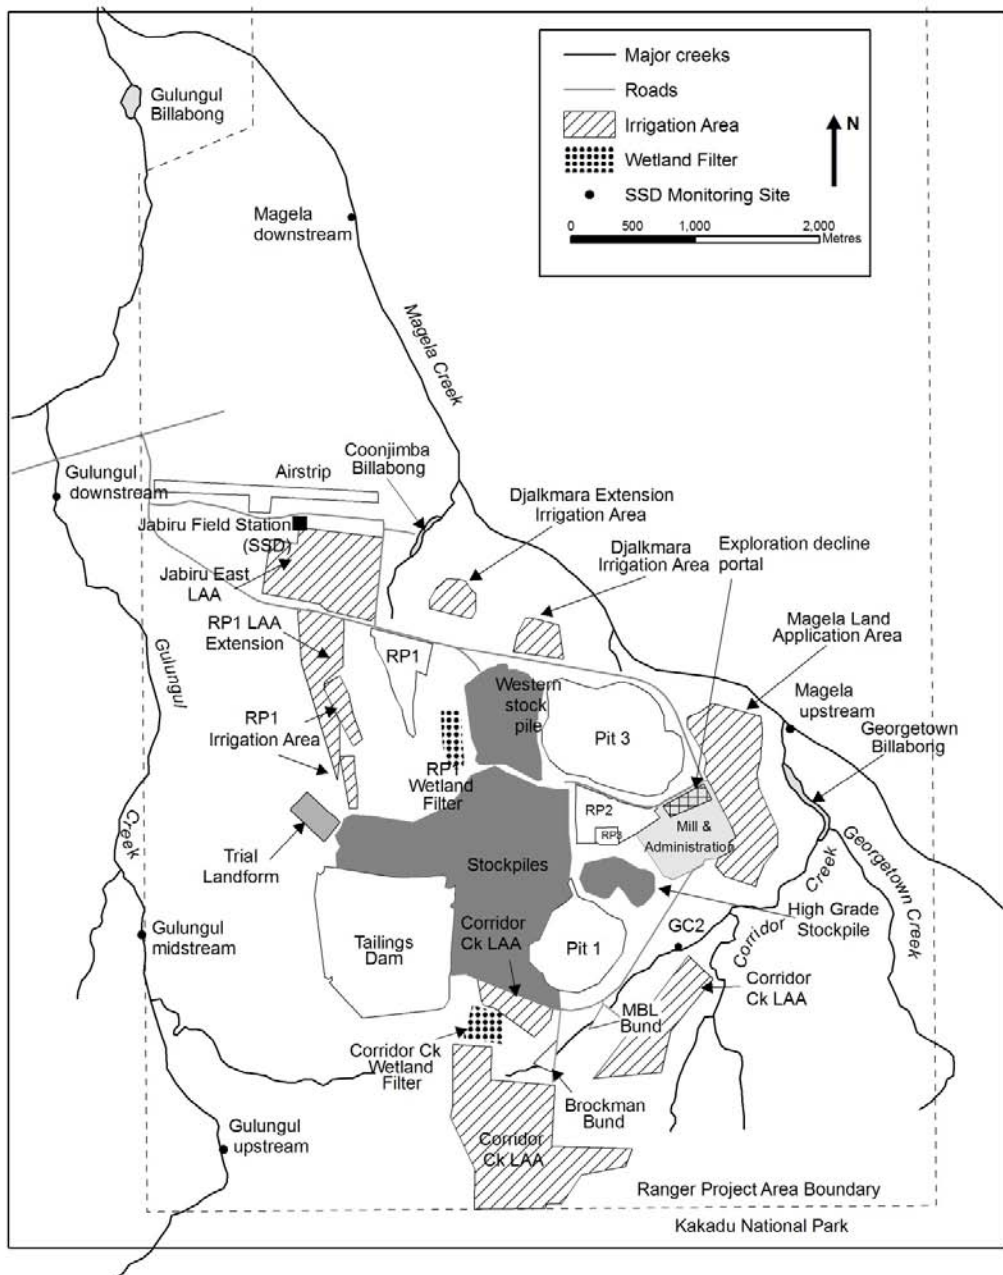 Major creeks
Roads
Irrigation Area
Wetland Filter
SSD Monitoring Site
N
0 500 1,000 2,000
Metres
Gulungul
Billabong
Magela
downstream
Magela Creek
Coonjimba
Billabong
Airstrip
Gulungul
downstream
Jabiru Field Station
(SSD)
Jabiru East
LAA
Djalkmara Extension
Irrigation Area
Djalkmara
Irrigation Area
Exploration decline
portal
Magela Land
Application Area
RP1 LAA
Extension
RP1
Gulungul
Creek
Western
stock
pile
Pit 3
Magela
upstream
Georgetown
Billabong
RP1
Irrigation Area
RP1
Wetland
Filter
RP2
RP3
Mill &
Administration
Trial
Landform
Stockpiles
Georgetown Creek
Corridor
Creek
High Grade
Stockpile
Gulungul
midstream
Tailings
Dam
Corridor
Ck LAA
Pit 1
GC2
Corridor
Ck LAA
MBL
Bund
Corridor Ck
Wetland
Filter
Brockman
Bund
Gulungul
upstream
Corridor
Ck LAA
Ranger Project Area Boundary
Kakadu National Park